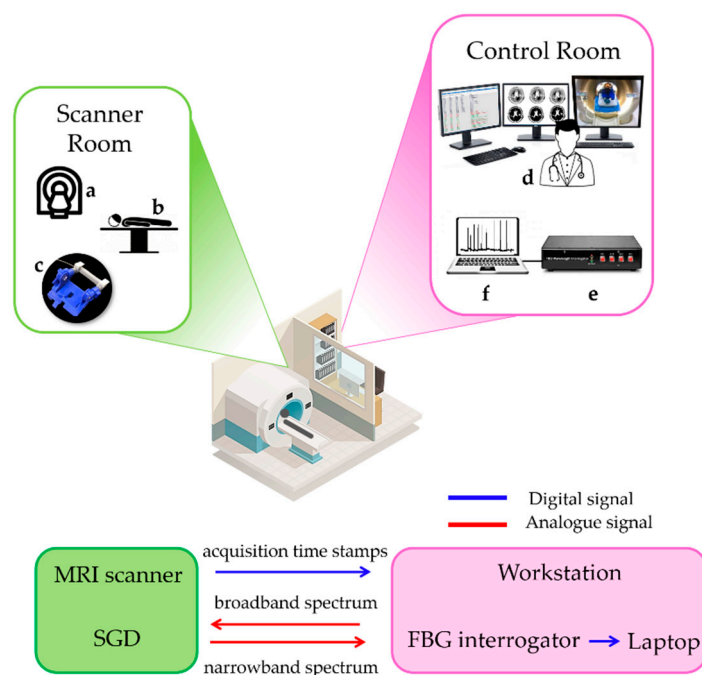 Control Room
Scanner
Room
a
b
c
d
f
e
Digital signal
Analogue signal
acquisition time stamps
MRI scanner
Workstation
broadband spectrum
SGD
FBG interrogator
Laptop
narrowband spectrum